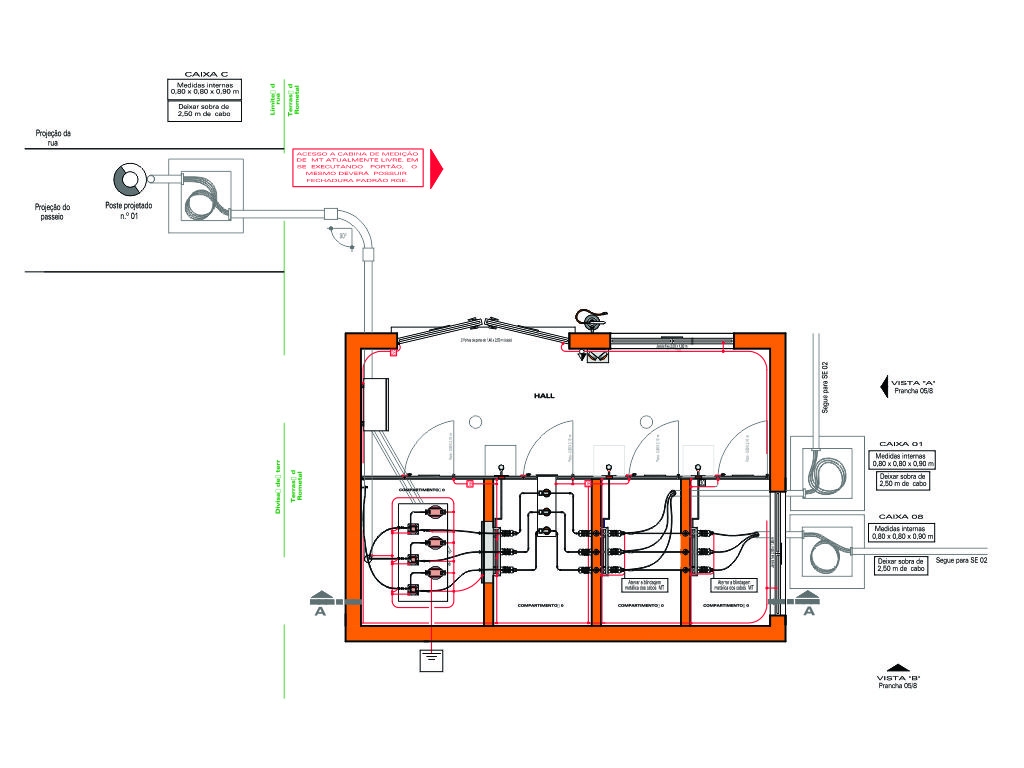 CAIXA C
Medidas internas
0,80 x 0,80 x 0,90 m
Deixar sobra de
2,50 m de cabo
Limite d
rua
Terras d
Rometal
Projeção da
rua
ACESSO A CABINA DE MEDIÇÃO
DE MT ATUALMENTE LIVRE. EM
SE EXECUTANDO PORTÃO, O
MESMO DEVERÁ POSSUIR
FECHADURA PADRÃO RGE.
Poste projetado
n.º 01
Projeção do
passeio
90°
HALL
Segue para SE 02
VISTA "A"
Prancha 05/8
CAIXA 01
Medidas internas
0,80 x 0,80 x 0,90 m
Deixar sobra de
2,50 m de cabo
Divisa de terr
Terras d
Rometal
COMPARTIMENTO 0
CAIXA 08
Medidas internas
0,80 x 0,80 x 0,90 m
Deixar sobra de
2,50 m de cabo
Segue para SE 02
Aterrar a blindagem
metálica dos cabos MT
Aterrar a blindagem
metálica dos cabos MT
COMPARTIMENTO 0
COMPARTIMENTO 0
COMPARTIMENTO 0
A
A
VISTA "B"
Prancha 05/8